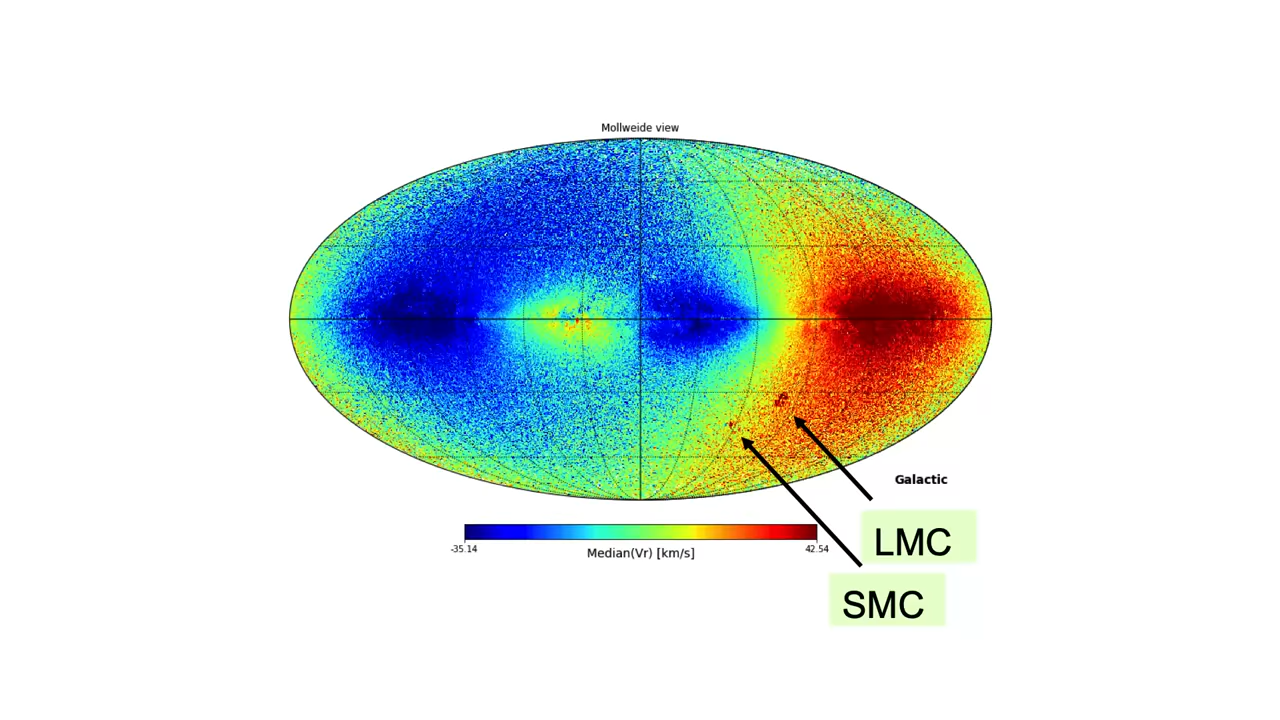 Mollweide view
Galactic
-35.14
42.54
Median(Vr) [km/s]
LMC
SMC